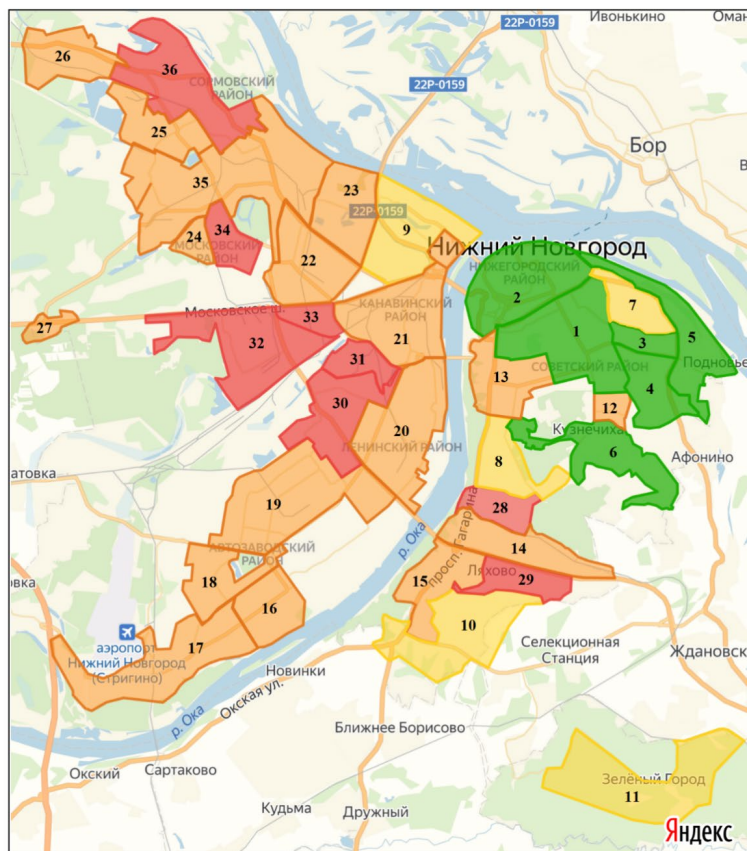 22Р-0159
Ивонькино
Оман
26
36
СОРМОВСКИЙ
РАЙОН
22Р-0159
25
Бор
35
23
22Р-0159
9
Нижний Новгород
24
34
МОСКОВСКИЙ
РАЙОН
22
НИЖЕГОРОДСКИЙ
РАЙОН
2
7
Московское ш.
33
КАНАВИНСКИЙ
РАЙОН
1
5
27
32
21
3
Подновье
31
13
СОВЕТСКИЙ РАЙОН
4
30
12
20
Кузнечиха
ЛЕНИНСКИЙ РАЙОН
8
6
Афонино
атовка
19
28
р. Ока
просп. Гагарина
14
АВТОЗАВОДСКИЙ
РАЙОН
18
Ляхово
29
15
овка
16
10
аэропорт
Нижний Новгород
(Стригино)
17
Новинки
Селекционная
Станция
Ждановск
Окская ул.
р. Ока
Ближнее Борисово
Окский
Сартаково
Зелёный Город
11
Кудьма
Дружный
Яндекс